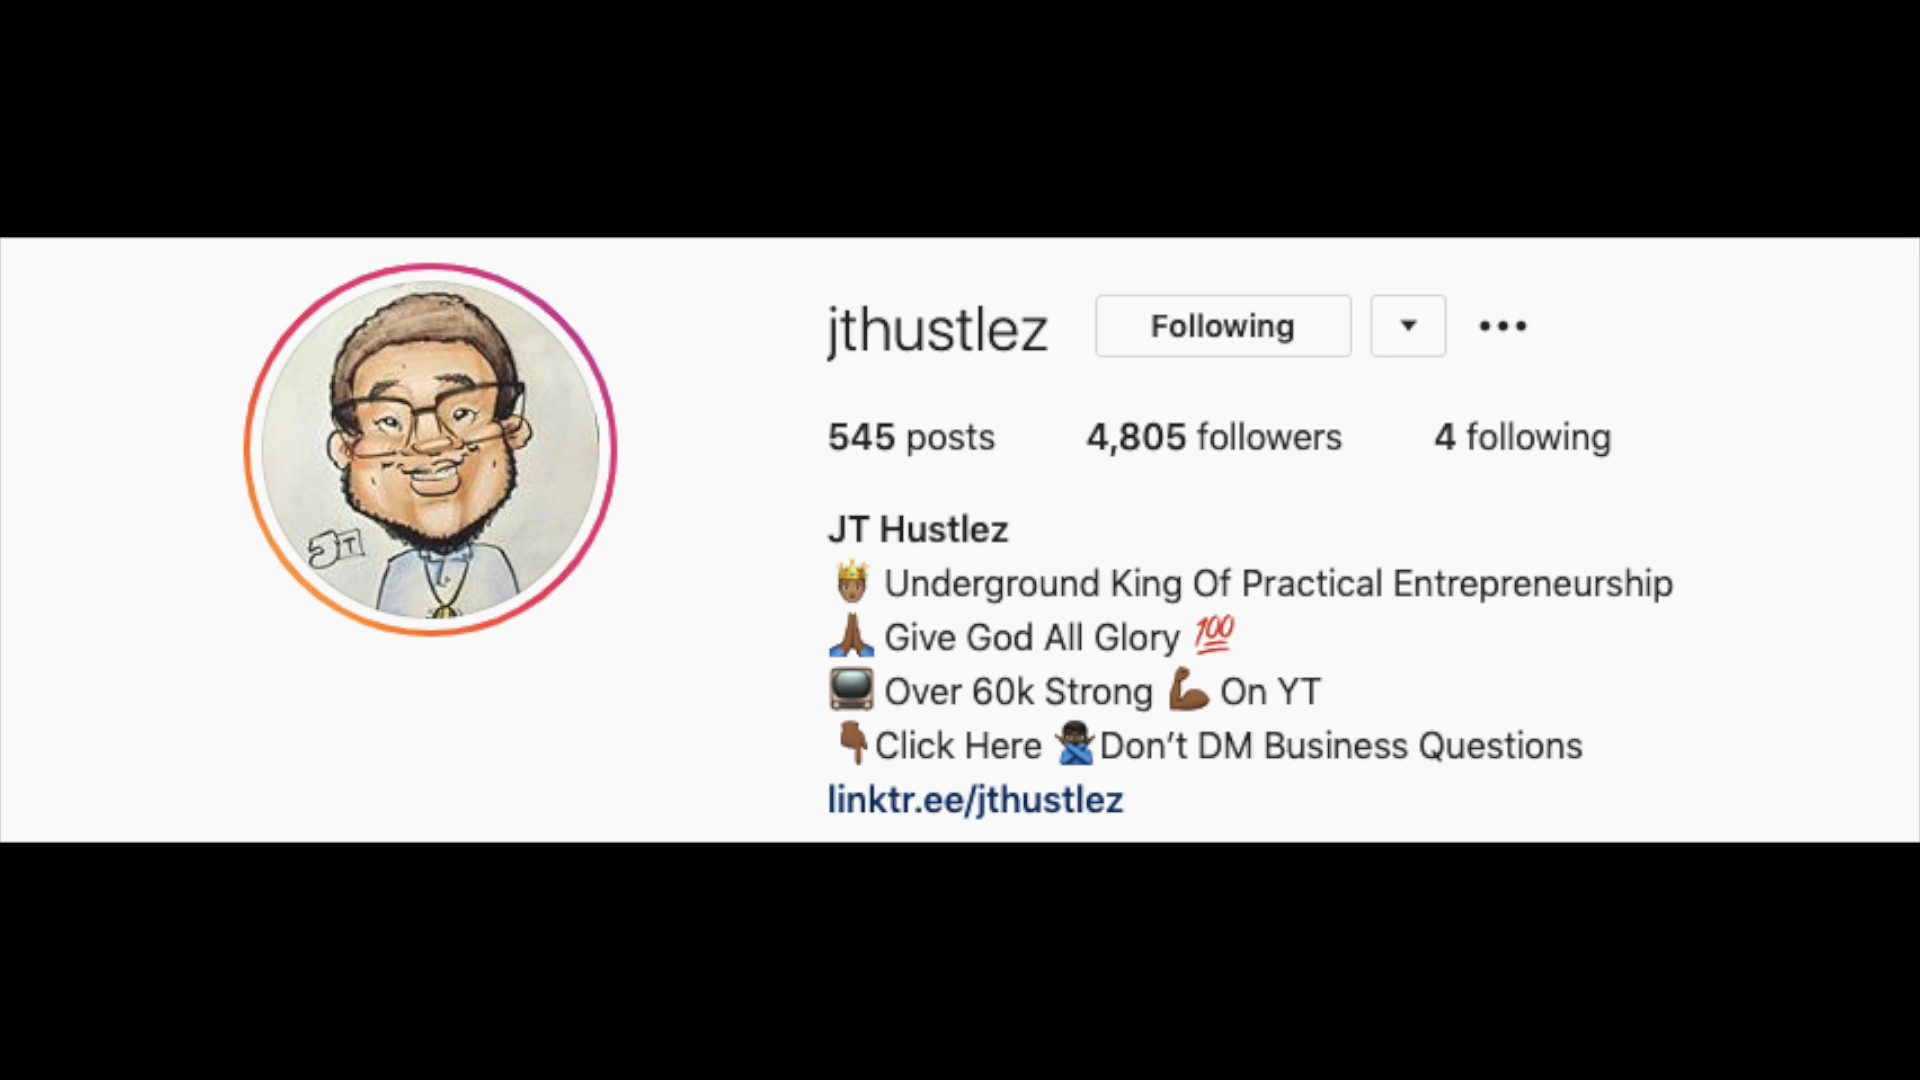 jthustlez Following
545 posts 4,805 followers 4 following
JT Hustlez
🤴🏽 Underground King Of Practical Entrepreneurship
🙏🏾 Give God All Glory 💯
📺 Over 60k Strong 💪🏾 On YT
👇🏾Click Here 🙅🏿‍♂️Don’t DM Business Questions
linktr.ee/jthustlez
JT